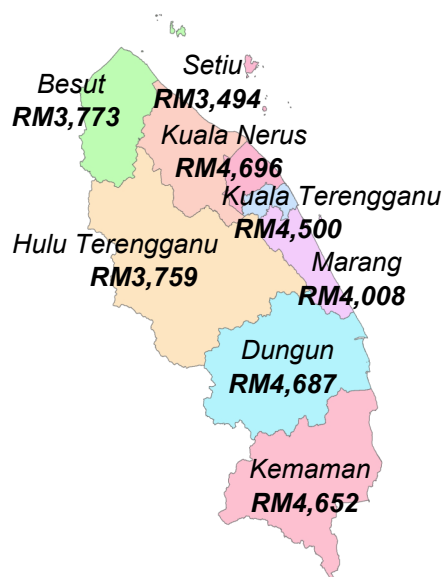 Setiu
RM3,494
Besut
RM3,773
Kuala Nerus
RM4,696
Kuala Terengganu
RM4,500
Hulu Terengganu
RM3,759
Marang
RM4,008
Dungun
RM4,687
Kemaman
RM4,652